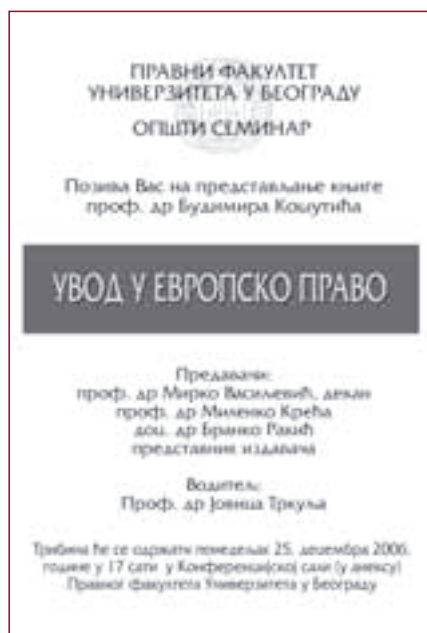 ПРАВНИ ФАКУЛТЕТ
УНИВЕРЗИТЕТА У БЕОГРАДУ
ОПШТИ СЕМИНАР
Позива Вас на представљање књиге
проф. др Будимира Кошутића
УВОД У ЕВРОПСКО ПРАВО
Предавачи:
проф. др Мирко Васиљевић, декан
проф. др Миленко Крећа
доц. др Бранко Ракић
представник издавача
Водитељ:
Проф. др Јовица Тркуља
Трибина ће се одржати понедељак 25. децембра 2006.
године у 17 сати у Конференцијској сали (у анексу)
Правног факултета Универзитета у Београду